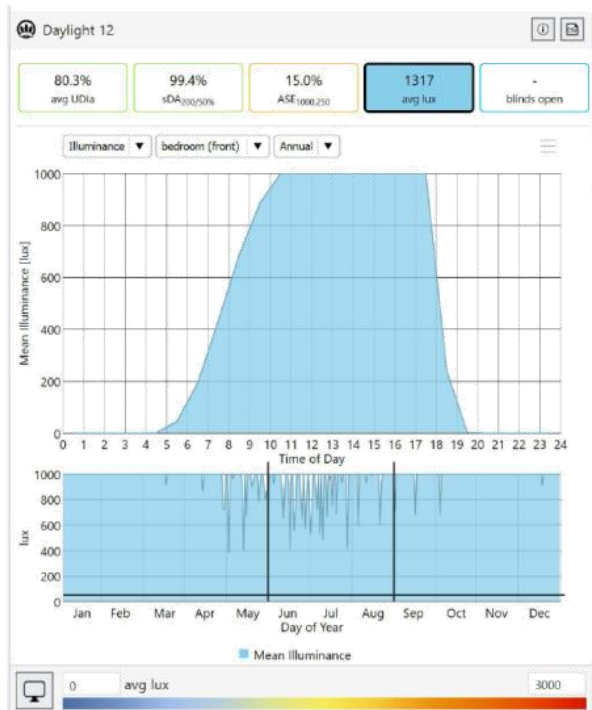 Daylight 12
80.3% 99.4% 15.0% 1317 -
avg UDIa sDA200/50% ASE1000,250 avg lux blinds open
Illuminance ▼ bedroom (front) ▼ Annual ▼
Mean Illuminance [lux]
1000
800
600
400
200
0
0 1 2 3 4 5 6 7 8 9 10 11 12 13 14 15 16 17 18 19 20 21 22 23 24
Time of Day
lux
1000
800
600
400
200
0
Jan Feb Mar Apr May Jun Jul Aug Sep Oct Nov Dec
Day of Year
Mean Illuminance
0 avg lux 3000